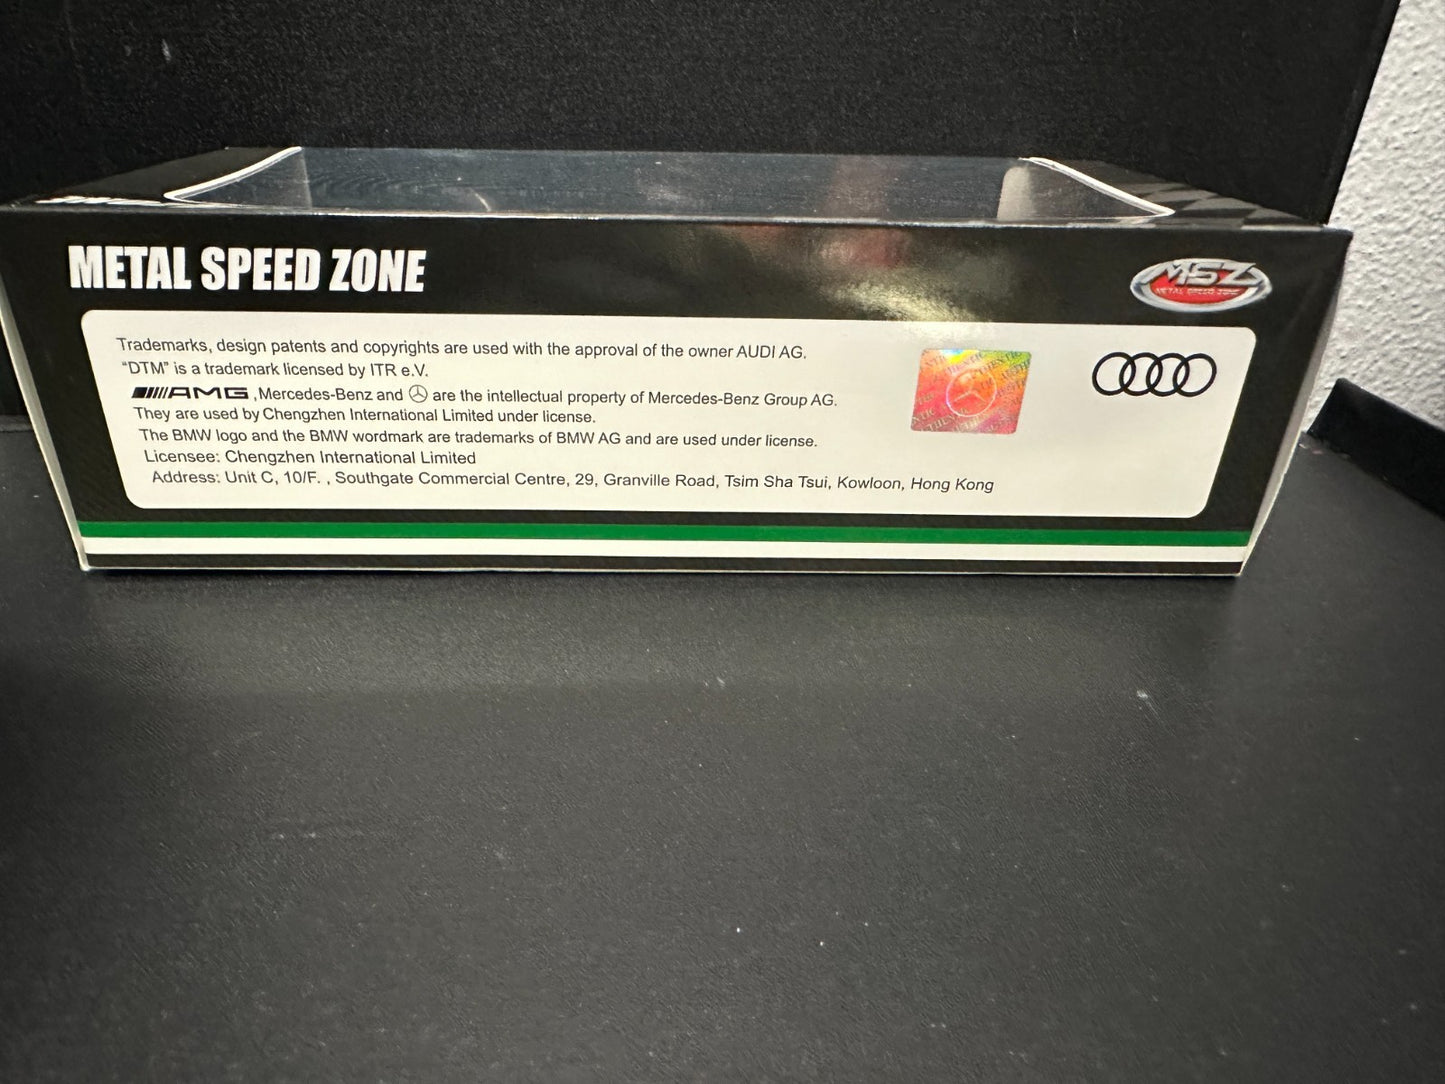 METAL SPEED ZONE
MSZ
METAL SPEED ZONE
Trademarks, design patents and copyrights are used with the approval of the owner AUDI AG.
“DTM” is a trademark licensed by ITR e.V.
AMG , Mercedes-Benz and are the intellectual property of Mercedes-Benz Group AG.
They are used by Chengzhen International Limited under license.
The BMW logo and the BMW wordmark are trademarks of BMW AG and are used under license.
Licensee: Chengzhen International Limited
Address: Unit C, 10/F. , Southgate Commercial Centre, 29, Granville Road, Tsim Sha Tsui, Kowloon, Hong Kong